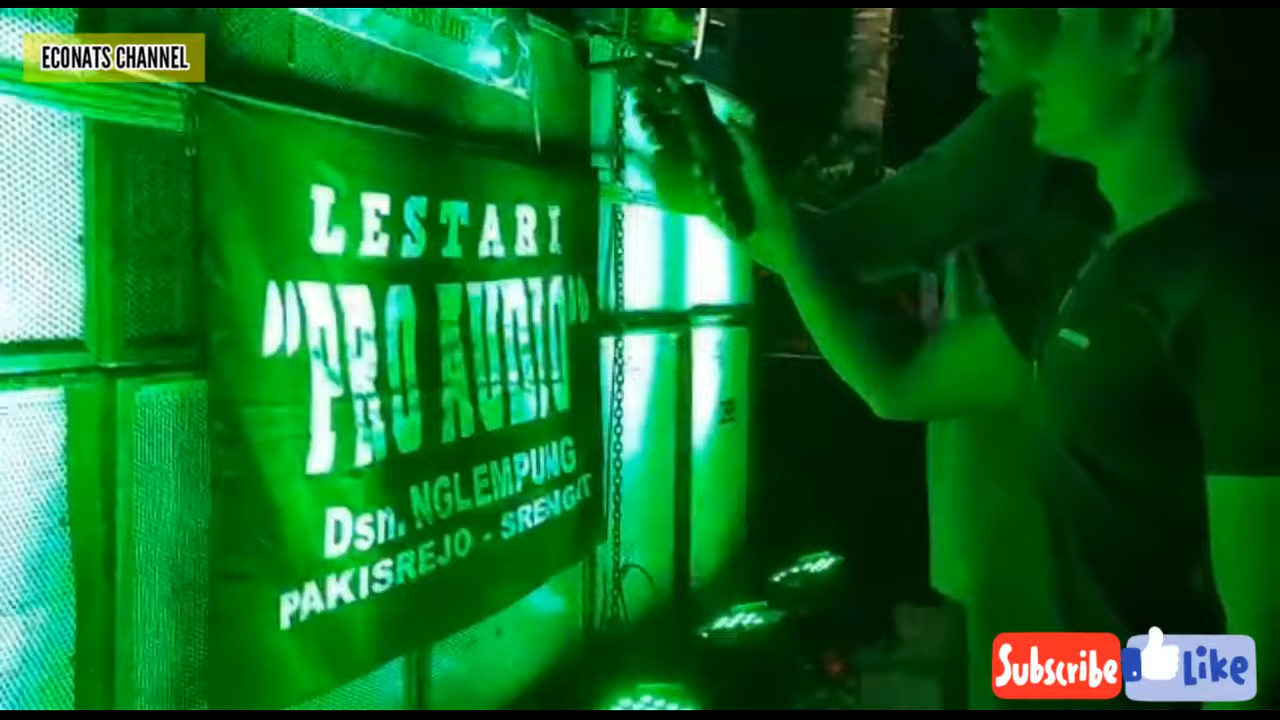 ECONATS CHANNEL
LESTARI
"PRO AUDIO"
Dsn. NGLEMPUNG
PAKISREJO - SRENGAT
Subscribe Like